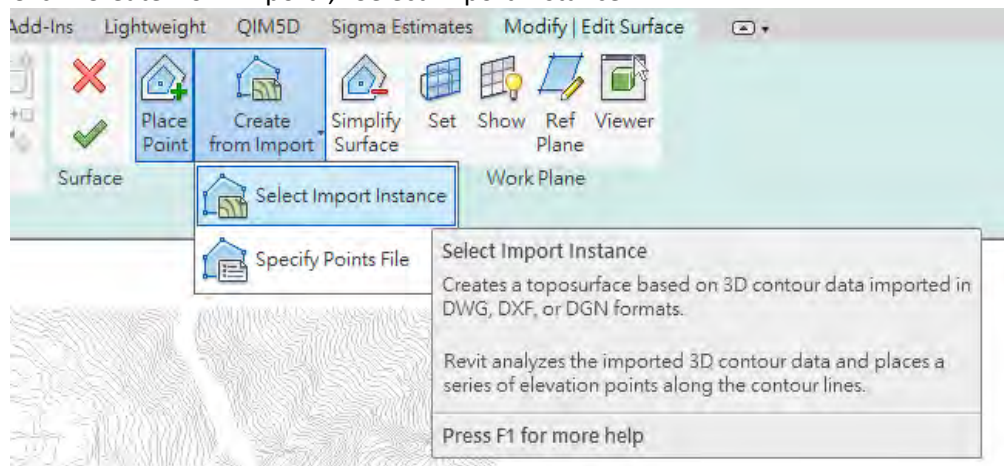 Add-Ins Lightweight QIM5D Sigma Estimates Modify | Edit Surface
Place Point
Create from Import
Simplify Surface
Set
Show
Ref Plane
Viewer
Surface
Work Plane
Select Import Instance
Specify Points File
Select Import Instance
Creates a toposurface based on 3D contour data imported in
DWG, DXF, or DGN formats.
Revit analyzes the imported 3D contour data and places a
series of elevation points along the contour lines.
Press F1 for more help